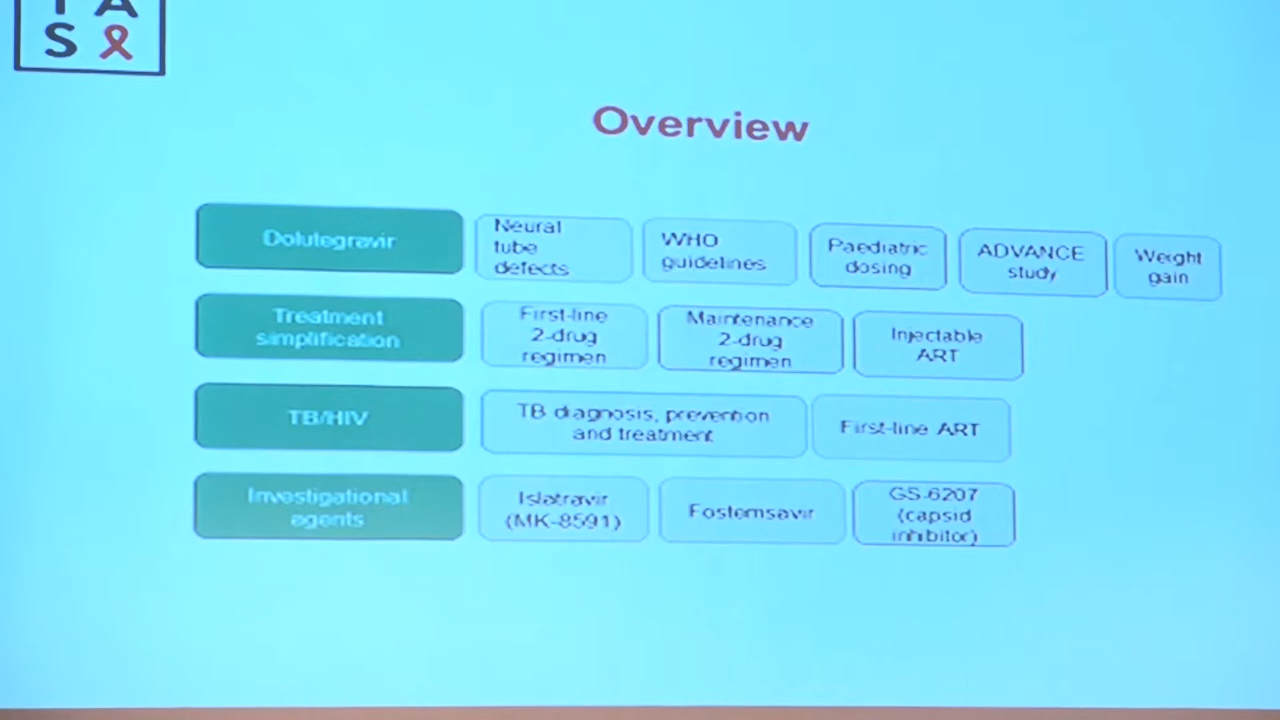 A
S
Overview
Dolutegravir
Neural
tube
defects
WHO
guidelines
Paediatric
dosing
ADVANCE
study
Weight
gain
Treatment
simplification
First-line
2-drug
regimen
Maintenance
2-drug
regimen
Injectable
ART
TB/HIV
TB diagnosis, prevention
and treatment
First-line ART
Investigational
agents
Islatravir
(MK-8591)
Fostemsavir
GS-6207
(capsid
inhibitor)